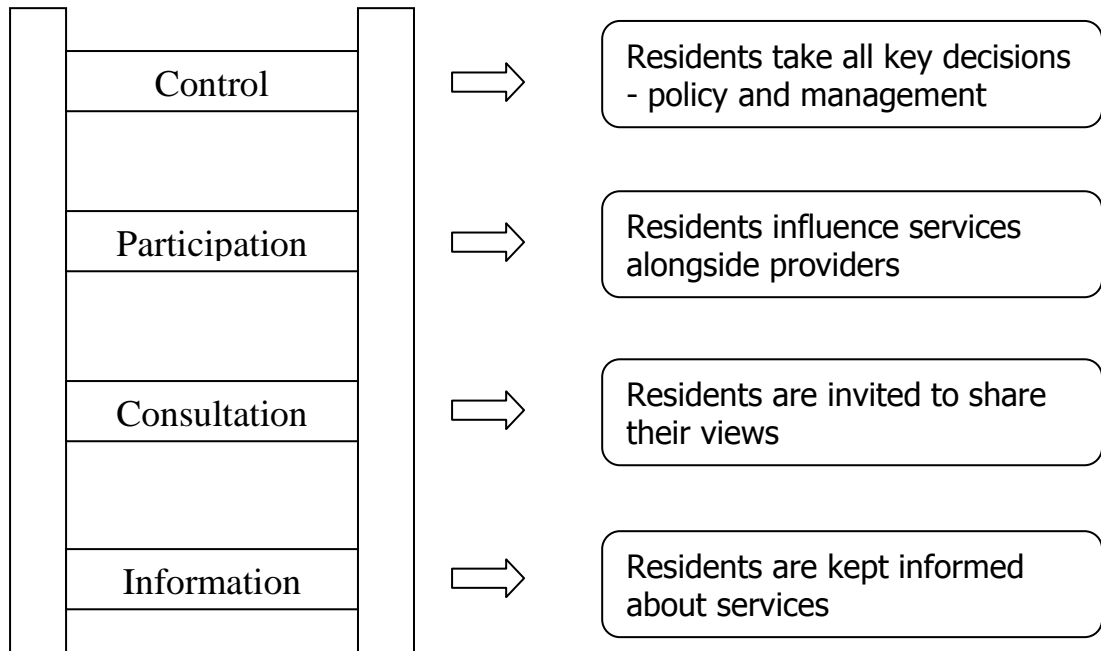 Control
Residents take all key decisions
- policy and management
Participation
Residents influence services
alongside providers
Consultation
Residents are invited to share
their views
Information
Residents are kept informed
about services